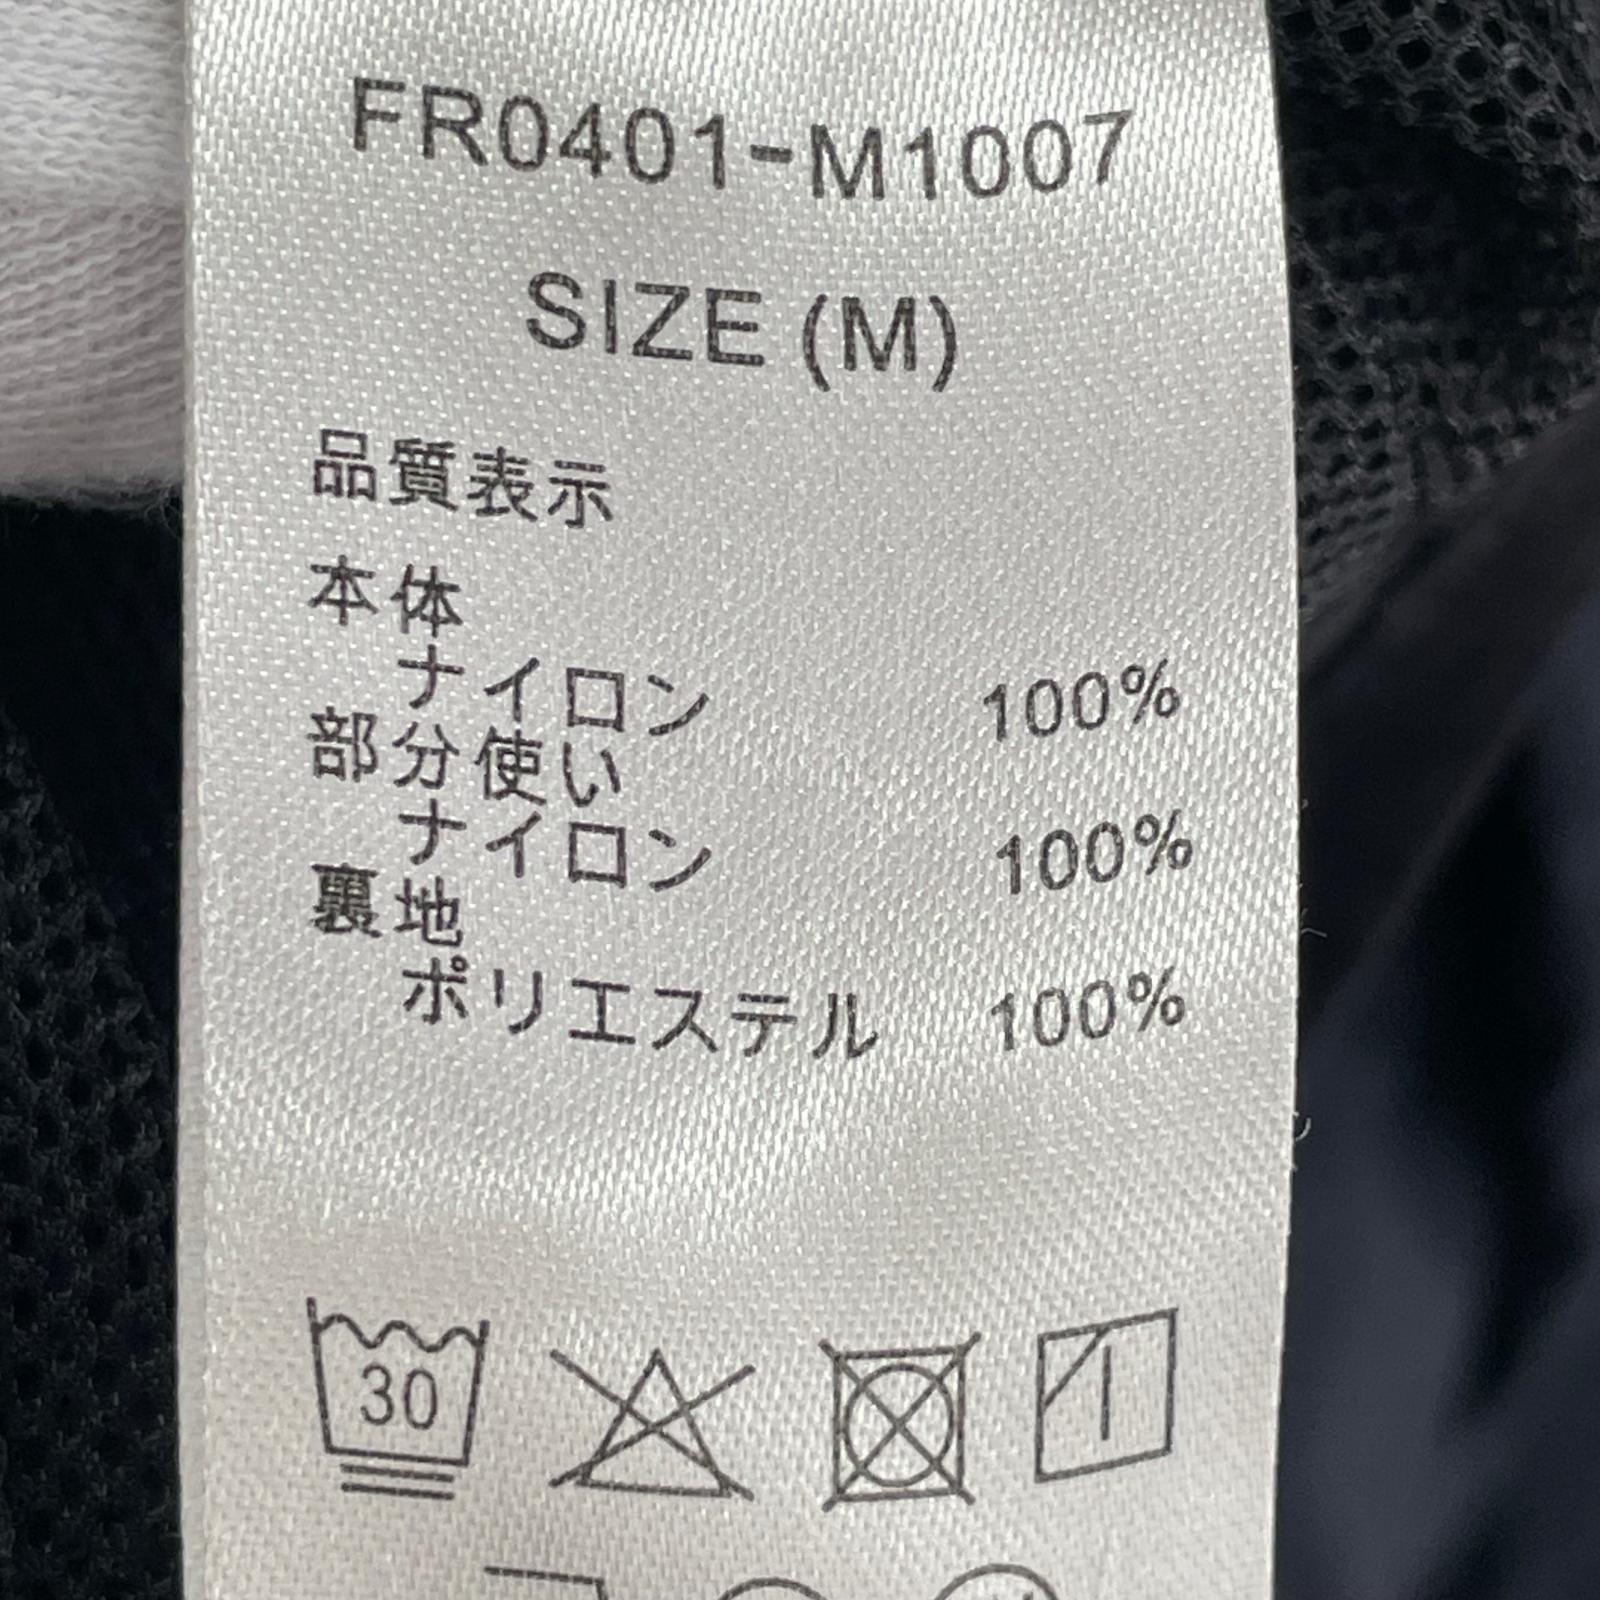 FR0401-M1007
SIZE (M)
品質表示
本体
ナイロン 100%
部分使い
ナイロン 100%
裏地
ポリエステル 100%
30